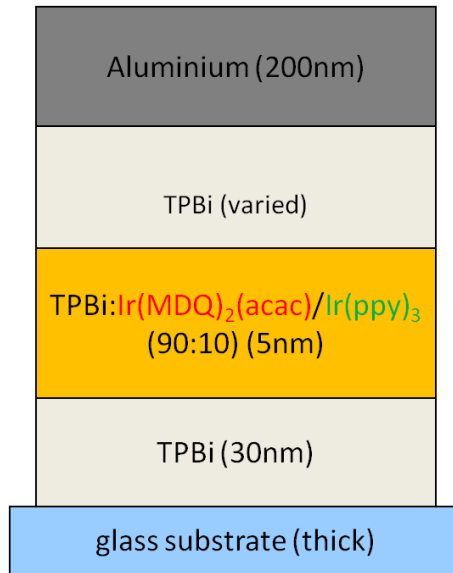 Aluminium (200nm)
TPBi (varied)
TPBi:Ir(MDQ)₂(acac)/Ir(ppy)₃
(90:10) (5nm)
TPBi (30nm)
glass substrate (thick)